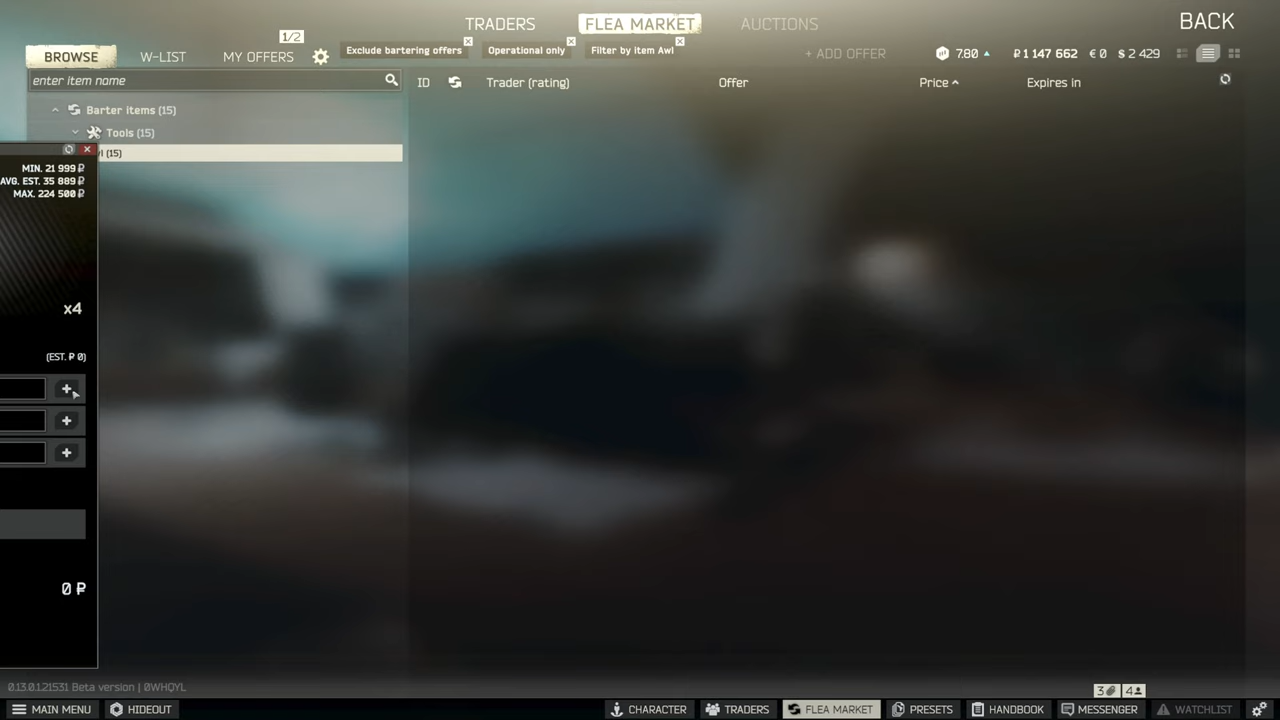 TRADERS
FLEA MARKET
AUCTIONS
BACK
1/2
BROWSE
W-LIST
MY OFFERS
Exclude bartering offers
Operational only
Filter by item Awl
+ ADD OFFER
7.80
₽ 1 147 662
€ 0
$ 2 429
enter item name
ID
Trader (rating)
Offer
Price
Expires in
Barter items (15)
Tools (15)
(15)
MIN. 21 999 ₽
AVG. EST. 35 889 ₽
MAX. 224 500 ₽
x4
(EST. ₽ 0)
+
+
+
0 ₽
0.13.0.1.21531 Beta version | 0WHQYL
3
4
MAIN MENU
HIDEOUT
CHARACTER
TRADERS
FLEA MARKET
PRESETS
HANDBOOK
MESSENGER
WATCHLIST